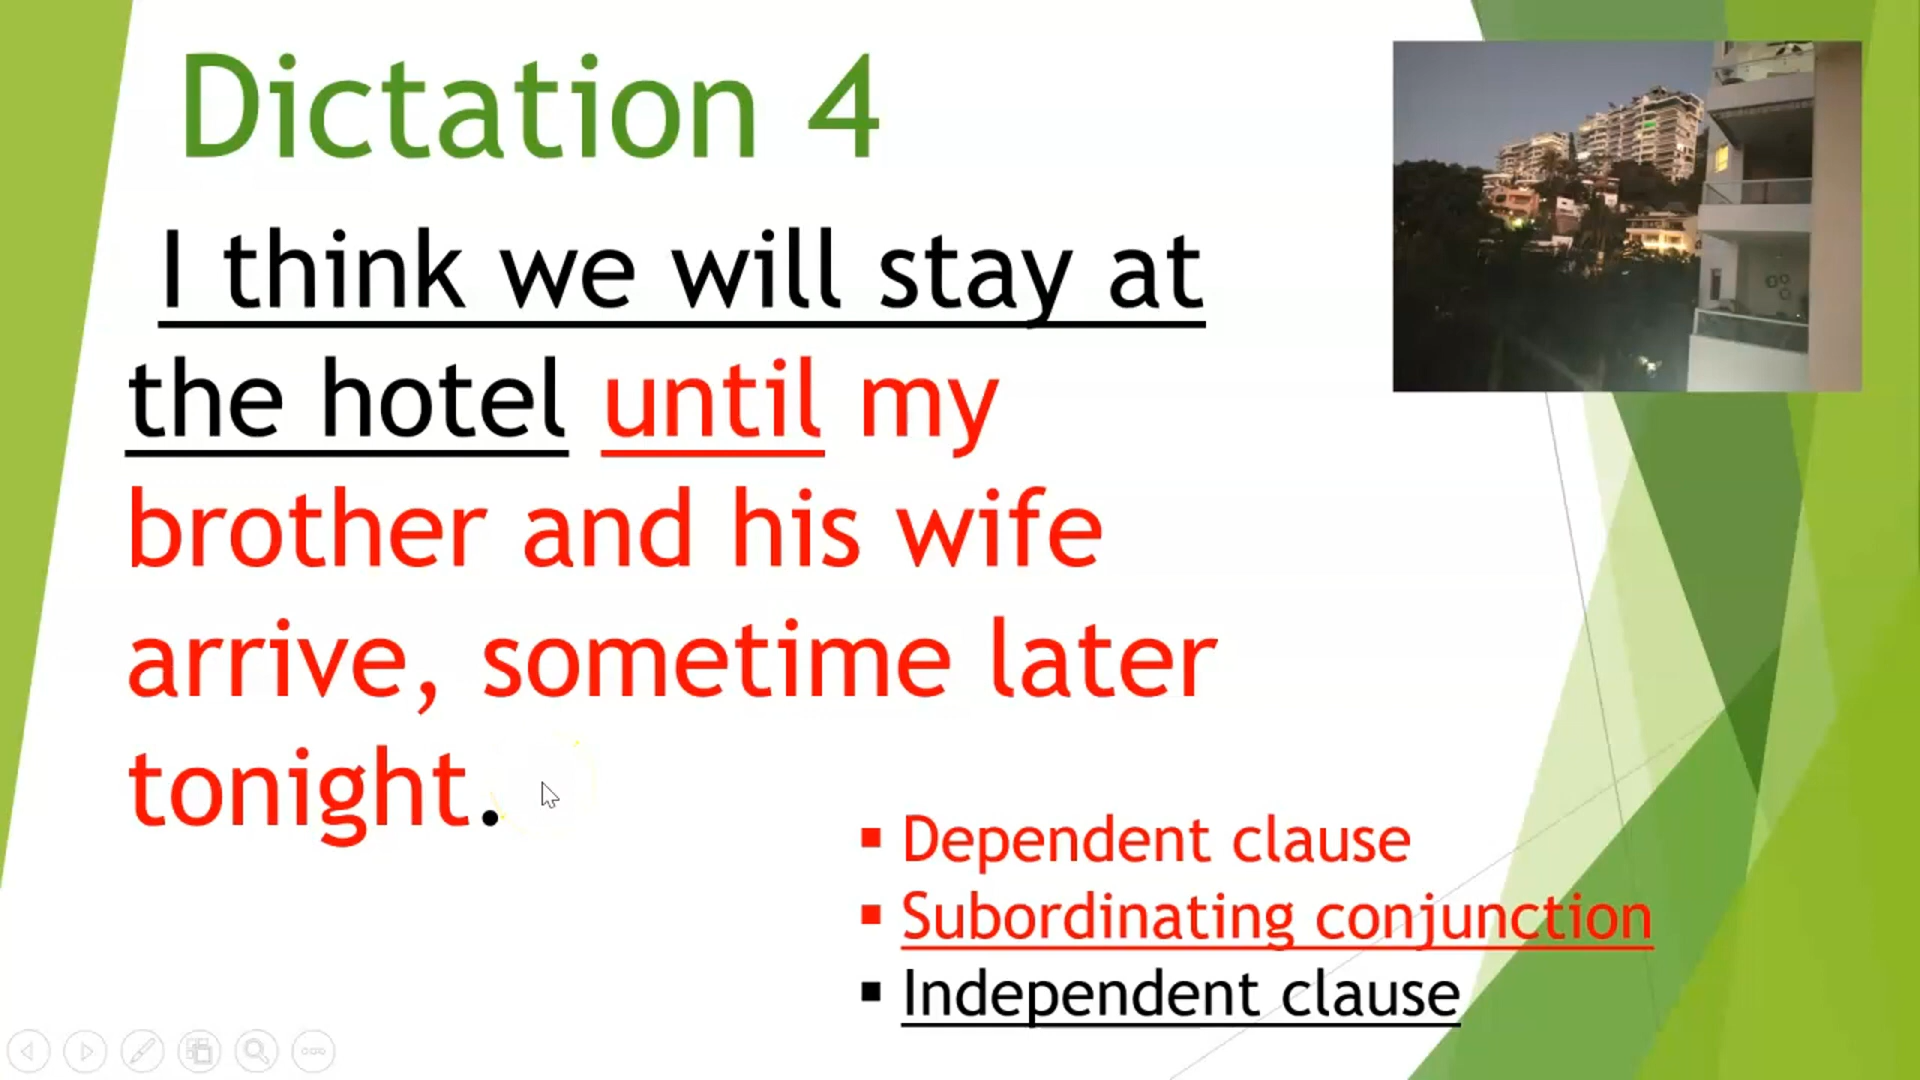 Dictation 4
I think we will stay at
the hotel until my
brother and his wife
arrive, sometime later
tonight.
▪ Dependent clause
▪ Subordinating conjunction
▪ Independent clause